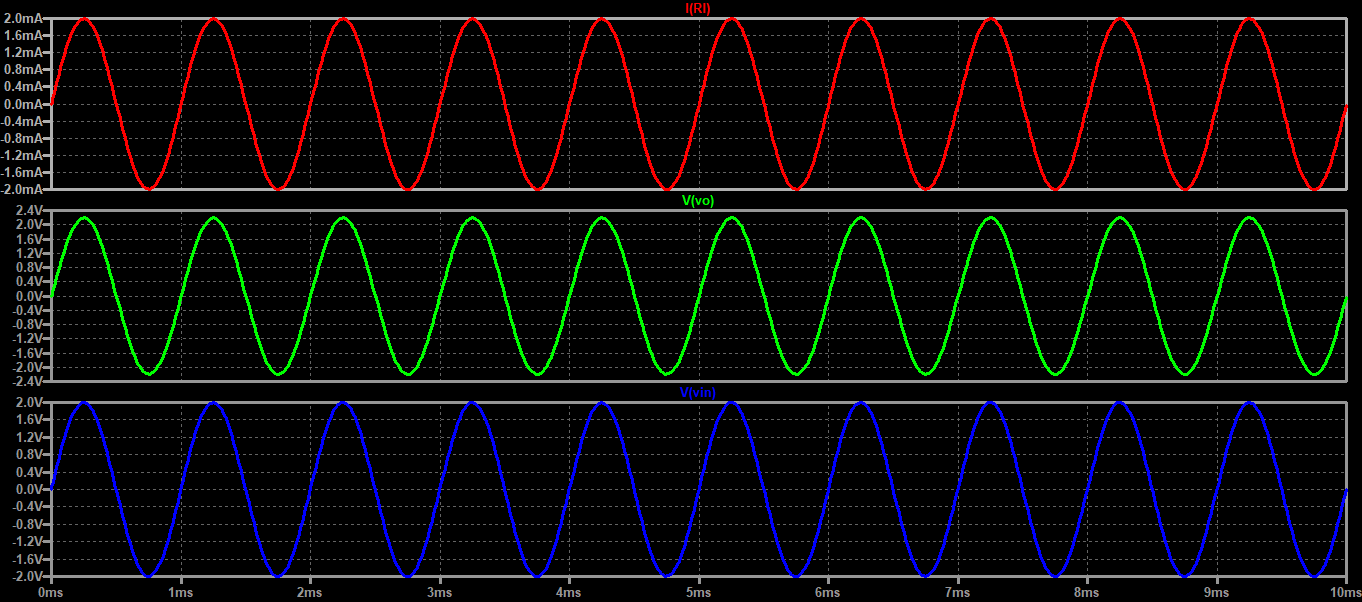 I(Rl)
2.0mA
1.6mA
1.2mA
0.8mA
0.4mA
0.0mA
-0.4mA
-0.8mA
-1.2mA
-1.6mA
-2.0mA
V(vo)
2.4V
2.0V
1.6V
1.2V
0.8V
0.4V
0.0V
-0.4V
-0.8V
-1.2V
-1.6V
-2.0V
-2.4V
V(vin)
2.0V
1.6V
1.2V
0.8V
0.4V
0.0V
-0.4V
-0.8V
-1.2V
-1.6V
-2.0V
0ms 1ms 2ms 3ms 4ms 5ms 6ms 7ms 8ms 9ms 10ms